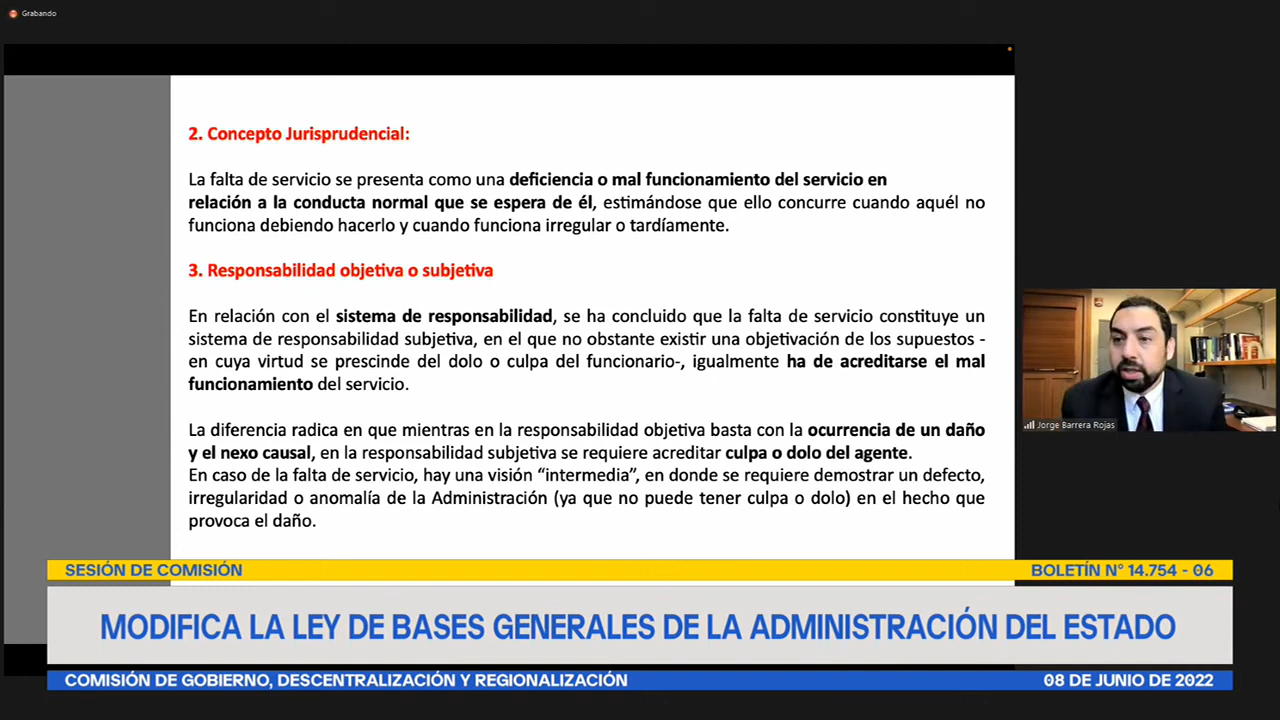 Grabando
2. Concepto Jurisprudencial:
La falta de servicio se presenta como una deficiencia o mal funcionamiento del servicio en
relación a la conducta normal que se espera de él, estimándose que ello concurre cuando aquél no
funciona debiendo hacerlo y cuando funciona irregular o tardíamente.
3. Responsabilidad objetiva o subjetiva
En relación con el sistema de responsabilidad, se ha concluido que la falta de servicio constituye un
sistema de responsabilidad subjetiva, en el que no obstante existir una objetivación de los supuestos -
en cuya virtud se prescinde del dolo o culpa del funcionario-, igualmente ha de acreditarse el mal
funcionamiento del servicio.
La diferencia radica en que mientras en la responsabilidad objetiva basta con la ocurrencia de un daño
y el nexo causal, en la responsabilidad subjetiva se requiere acreditar culpa o dolo del agente.
En caso de la falta de servicio, hay una visión “intermedia”, en donde se requiere demostrar un defecto,
irregularidad o anomalía de la Administración (ya que no puede tener culpa o dolo) en el hecho que
provoca el daño.
Jorge Barrera Rojas
SESIÓN DE COMISIÓN
BOLETÍN N° 14.754 - 06
MODIFICA LA LEY DE BASES GENERALES DE LA ADMINISTRACIÓN DEL ESTADO
COMISIÓN DE GOBIERNO, DESCENTRALIZACIÓN Y REGIONALIZACIÓN
08 DE JUNIO DE 2022